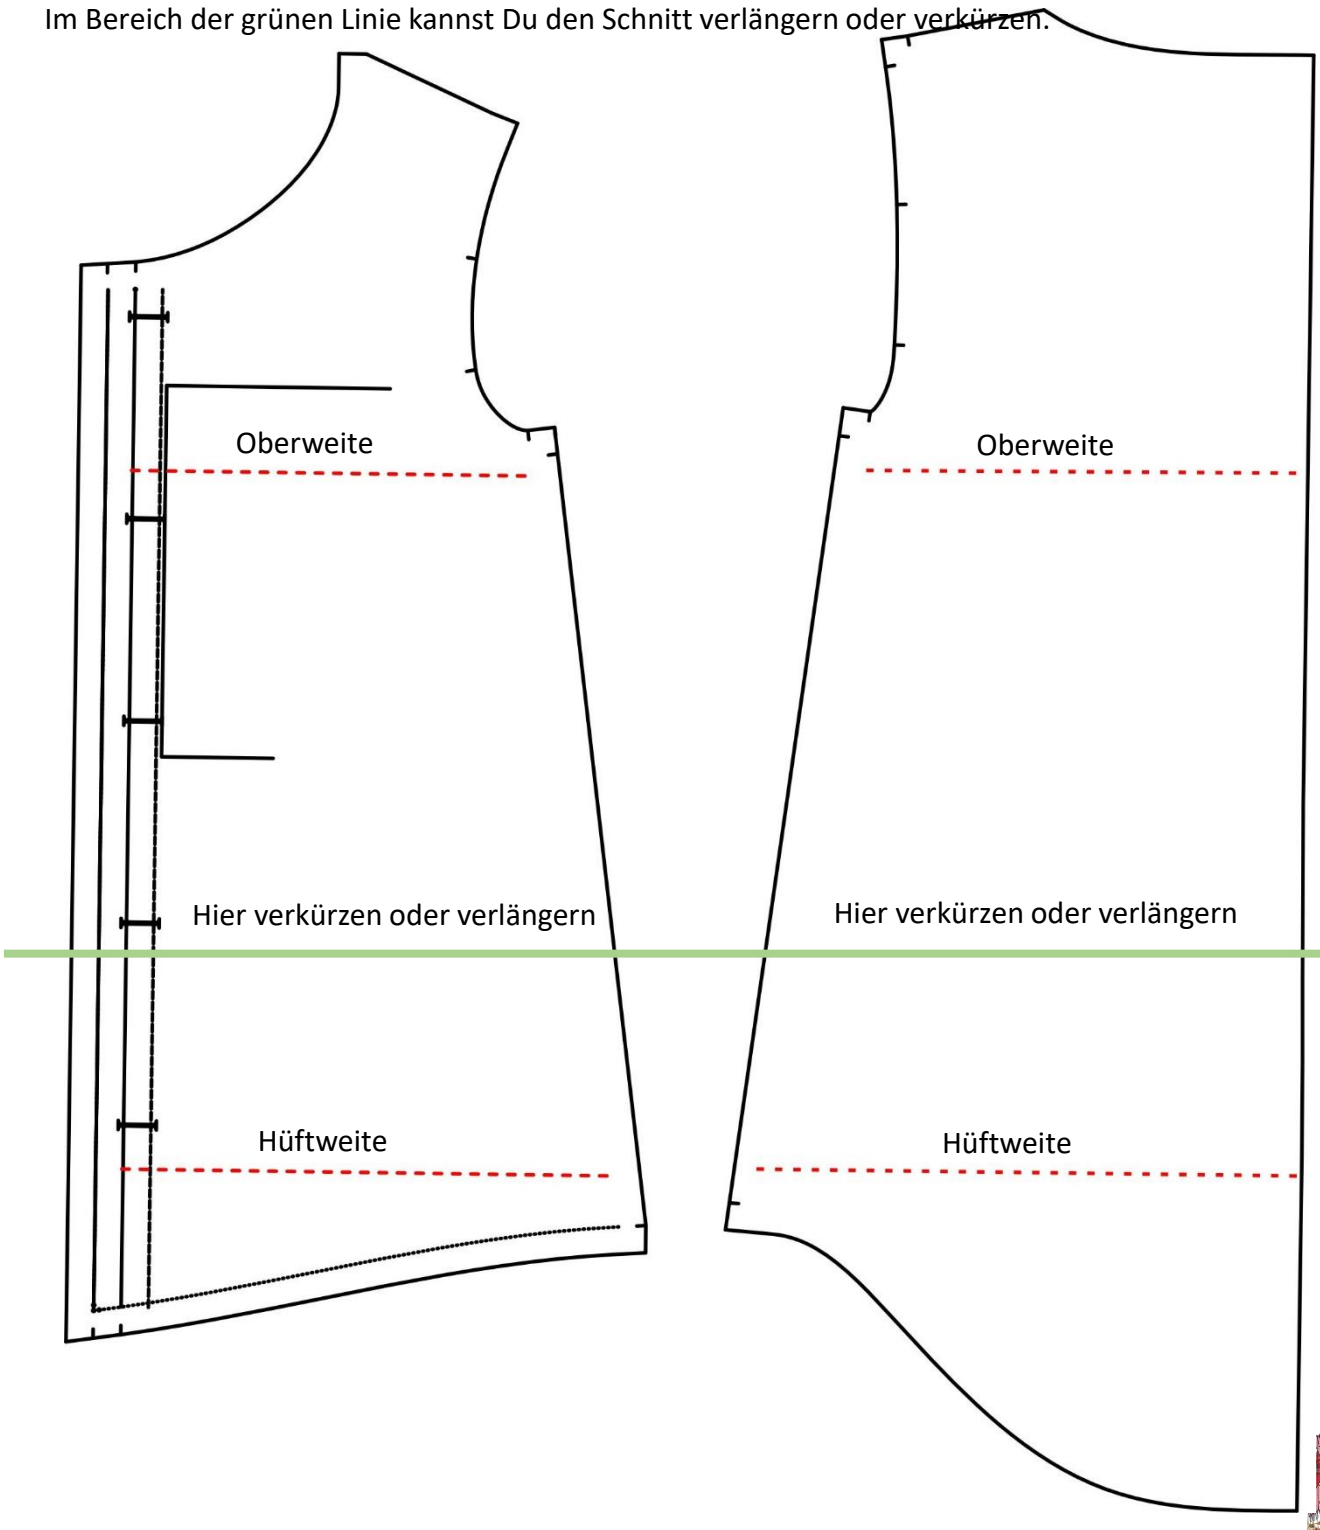 Im Bereich der grünen Linie kannst Du den Schnitt verlängern oder verkürzen.
Oberweite
Oberweite
Hier verkürzen oder verlängern
Hier verkürzen oder verlängern
Hüftweite
Hüftweite